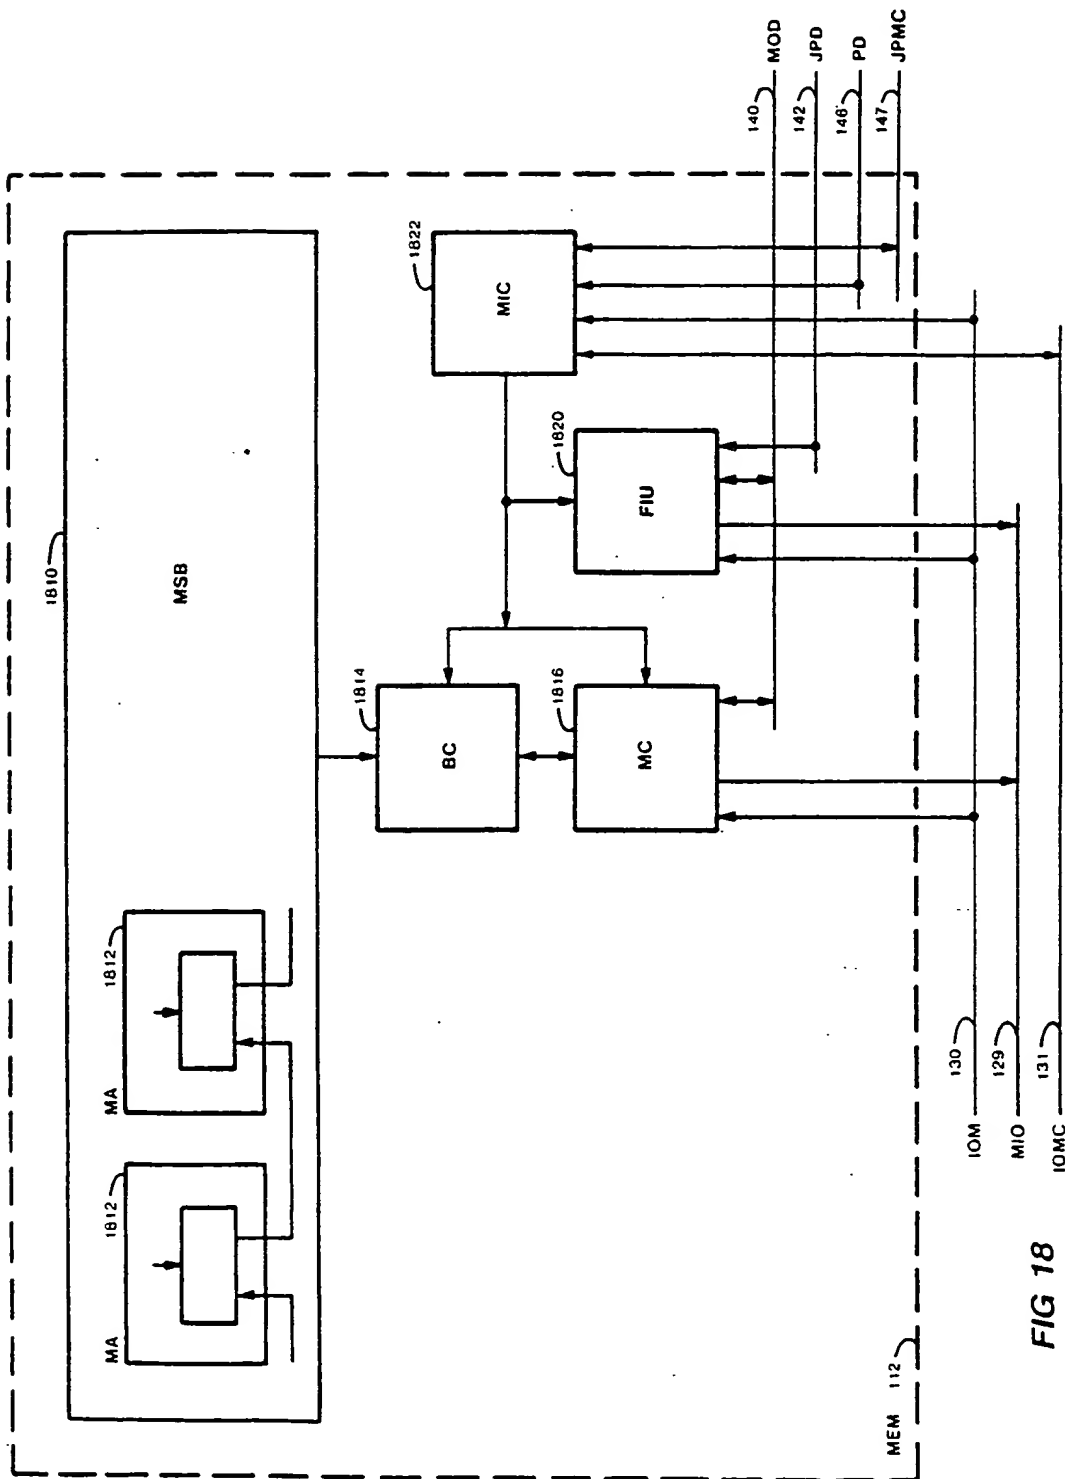 1810
MSB
MA
1812
MA
1812
1814
BC
1816
MC
1820
FIU
1822
MIC
140
MOD
142
JPD
146
PD
147
JPMC
130
IOM
129
MIO
131
IOMC
MEM 112
FIG 18